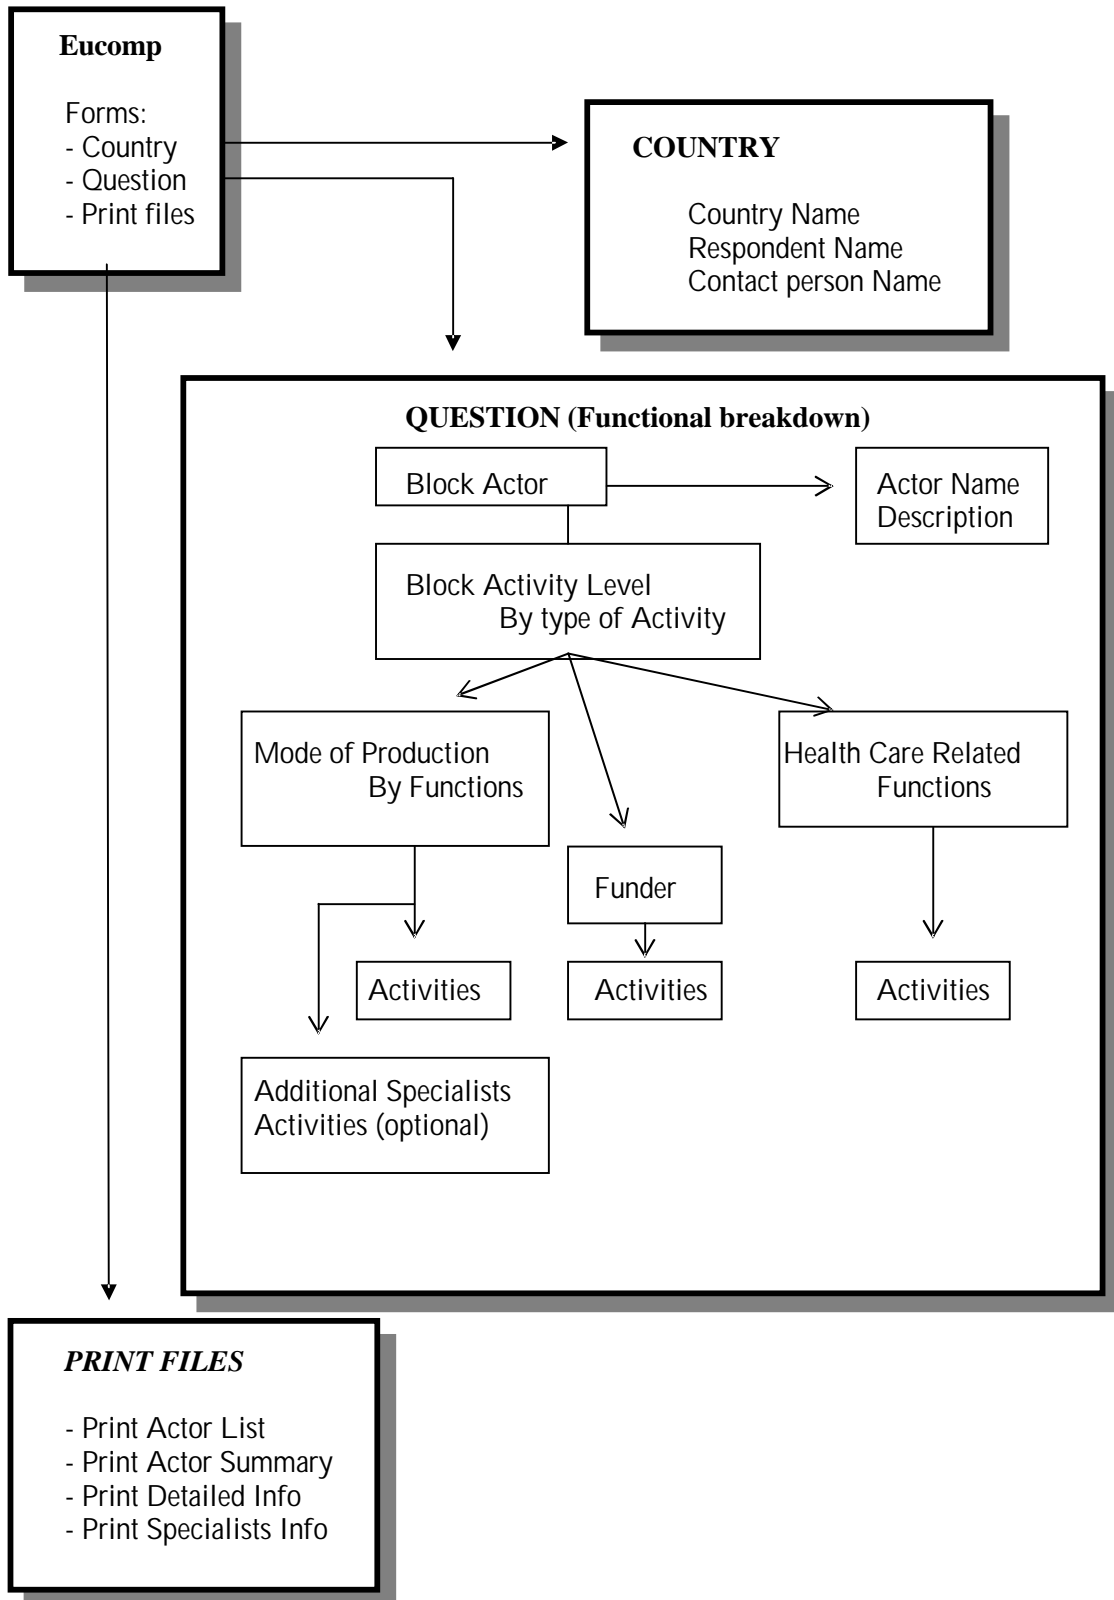 Eucomp
Forms:
- Country
- Question
- Print files
COUNTRY
Country Name
Respondent Name
Contact person Name
QUESTION (Functional breakdown)
Block Actor
Actor Name
Description
Block Activity Level
By type of Activity
Mode of Production
By Functions
Health Care Related
Functions
Funder
Activities
Activities
Activities
Additional Specialists
Activities (optional)
PRINT FILES
- Print Actor List
- Print Actor Summary
- Print Detailed Info
- Print Specialists Info